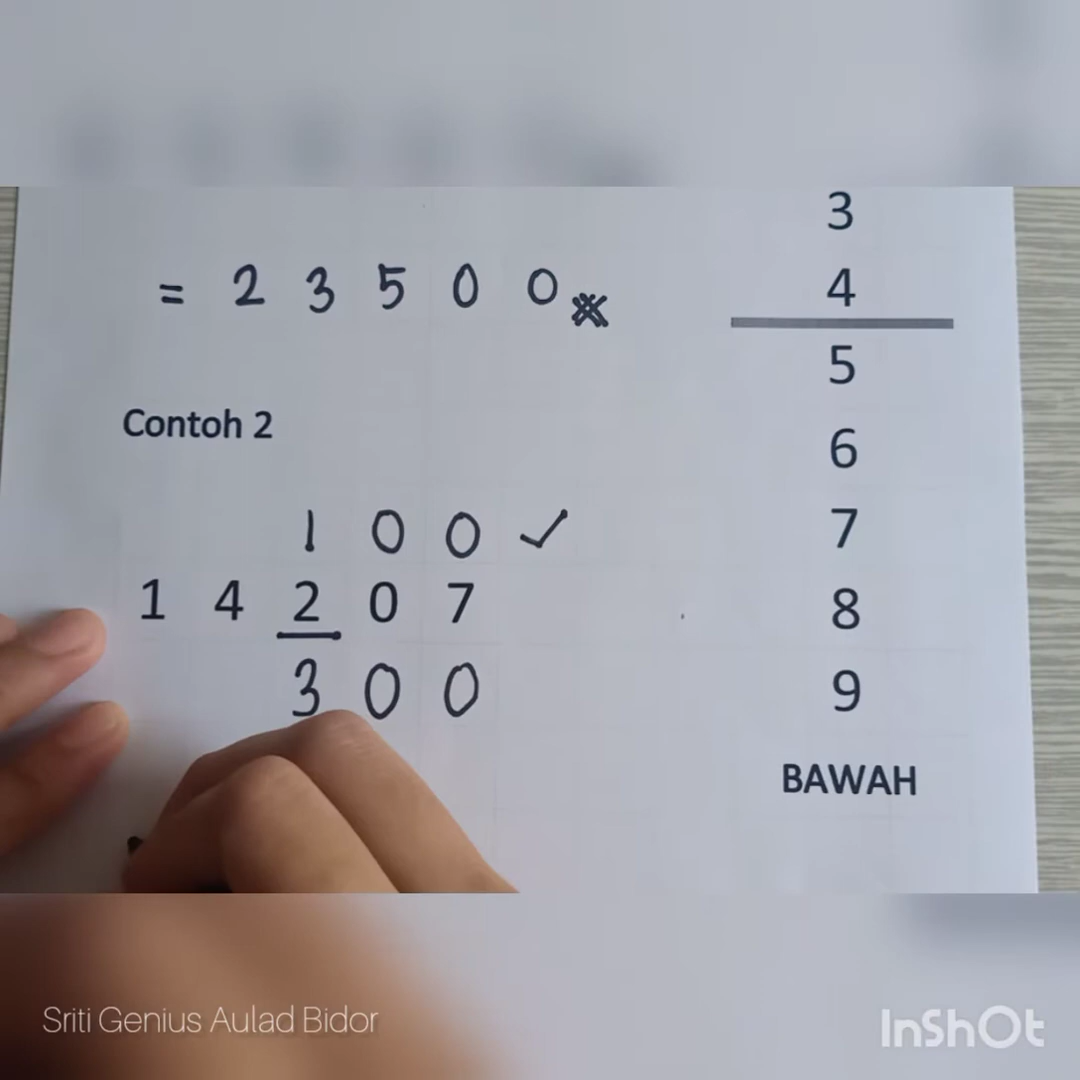 = 2 3 5 0 0
Contoh 2
1 0 0 ✓
1 4 2 0 7
3 0 0
3
4
5
6
7
8
9
BAWAH
Sriti Genius Aulad Bidor
InShOt